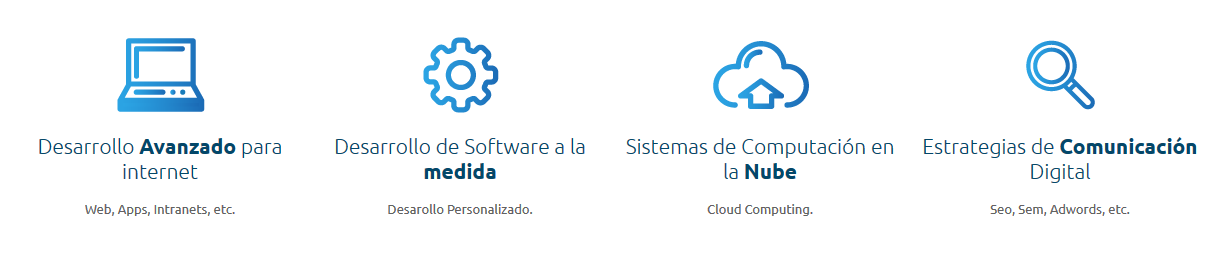 Desarrollo Avanzado para
internet
Web, Apps, Intranets, etc.
Desarrollo de Software a la
medida
Desarollo Personalizado.
Sistemas de Computación en
la Nube
Cloud Computing.
Estrategias de Comunicación
Digital
Seo, Sem, Adwords, etc.